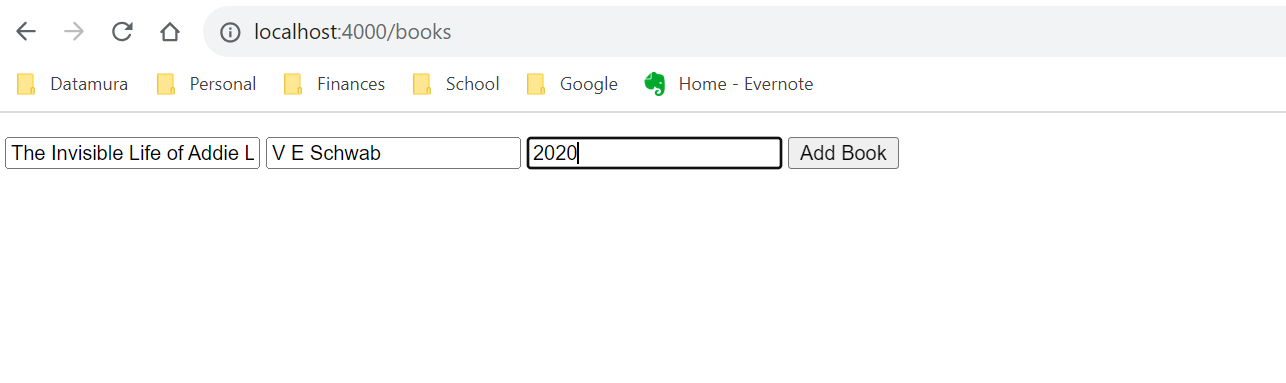 localhost:4000/books
Datamura Personal Finances School Google Home - Evernote
The Invisible Life of Addie L V E Schwab 2020 Add Book